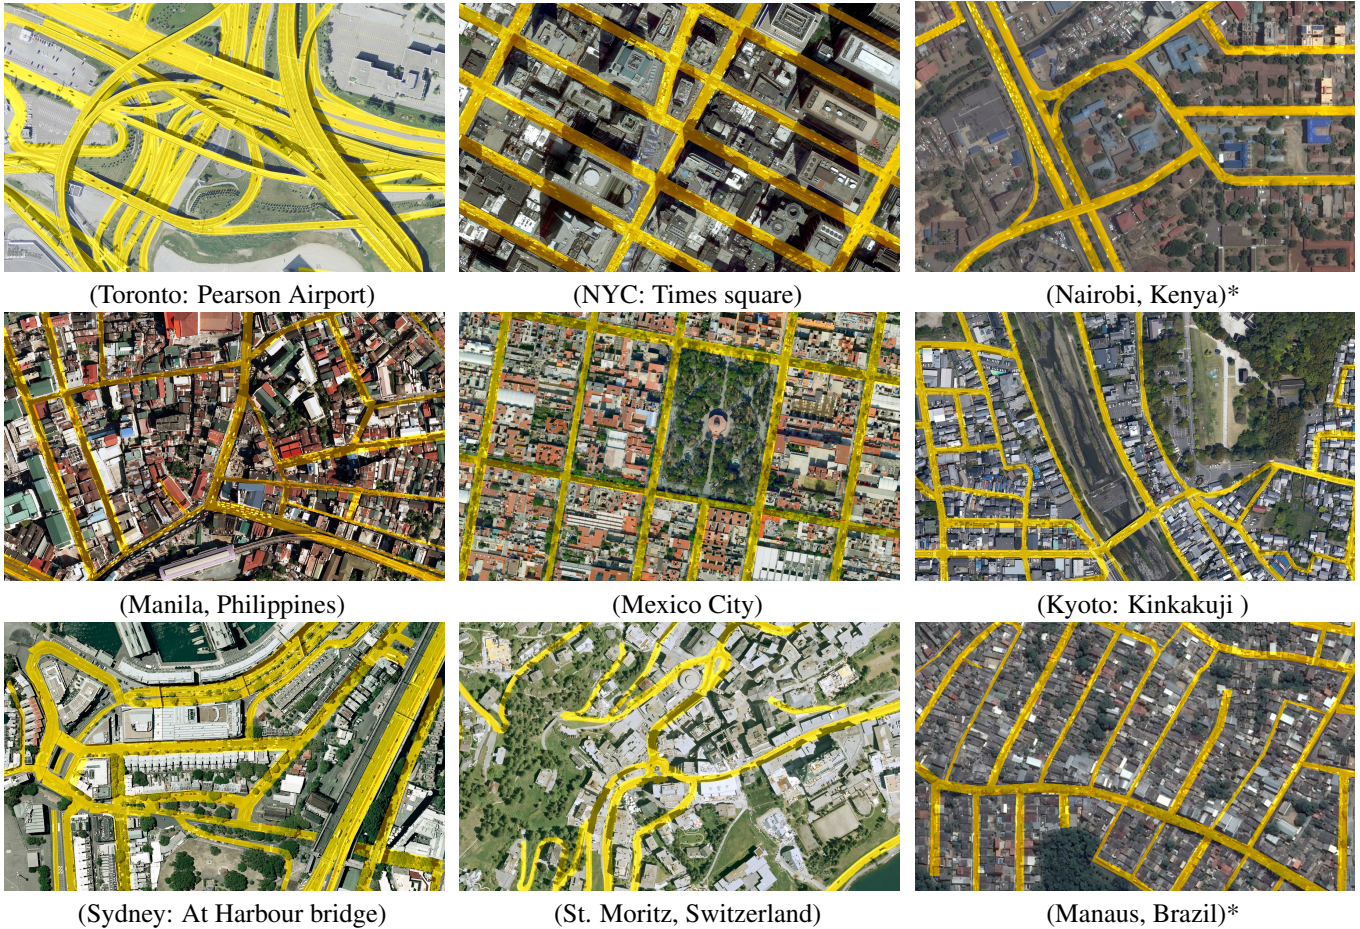 (Toronto: Pearson Airport)
(NYC: Times square)
(Nairobi, Kenya)*
(Manila, Philippines)
(Mexico City)
(Kyoto: Kinkakuji )
(Sydney: At Harbour bridge)
(St. Moritz, Switzerland)
(Manaus, Brazil)*